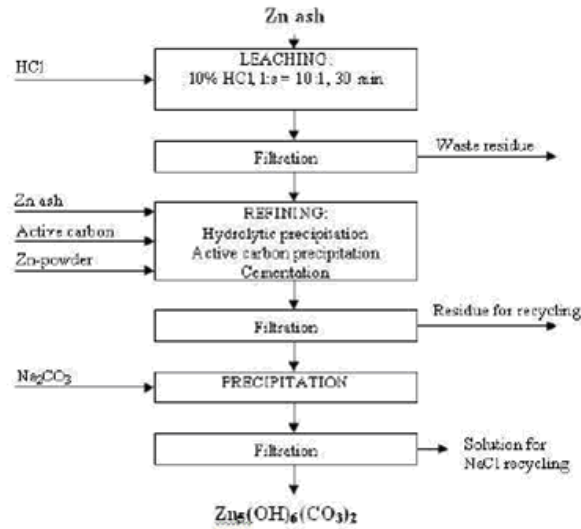 Zn ash
HCl
LEACHING:
10% HCl, l:s = 10:1, 30 min
Filtration
Waste residue
Zn ash
Active carbon
Zn-powder
REFINING:
Hydrolytic precipitation
Active carbon precipitation
Cementation
Filtration
Residue for recycling
Na₂CO₃
PRECIPITATION
Filtration
Solution for
NaCl recycling
Zn₅(OH)₆(CO₃)₂